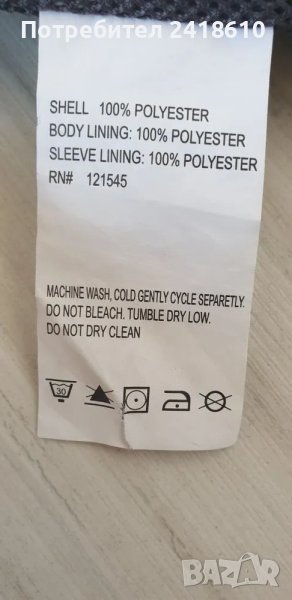 Потребител 2418610
SHELL 100% POLYESTER
BODY LINING: 100% POLYESTER
SLEEVE LINING: 100% POLYESTER
RN# 121545
MACHINE WASH, COLD GENTLY CYCLE SEPARETLY.
DO NOT BLEACH. TUMBLE DRY LOW.
DO NOT DRY CLEAN
30
BAZAR